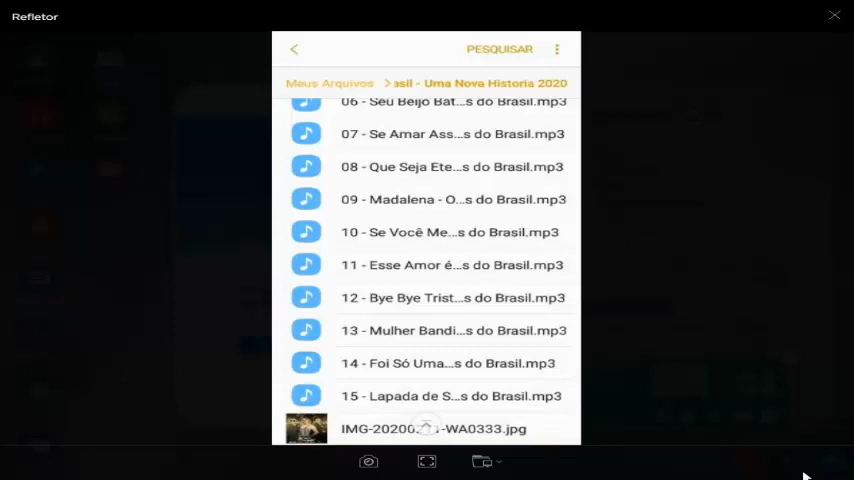 Refletor
PESQUISAR
Meus Arquivos > asil - Uma Nova Historia 2020
06 - Seu Beijo Bat...s do Brasil.mp3
07 - Se Amar Ass...s do Brasil.mp3
08 - Que Seja Ete...s do Brasil.mp3
09 - Madalena - O...s do Brasil.mp3
10 - Se Você Me...s do Brasil.mp3
11 - Esse Amor é...s do Brasil.mp3
12 - Bye Bye Trist...s do Brasil.mp3
13 - Mulher Bandi...s do Brasil.mp3
14 - Foi Só Uma...s do Brasil.mp3
15 - Lapada de S...s do Brasil.mp3
-WA0333.jpg